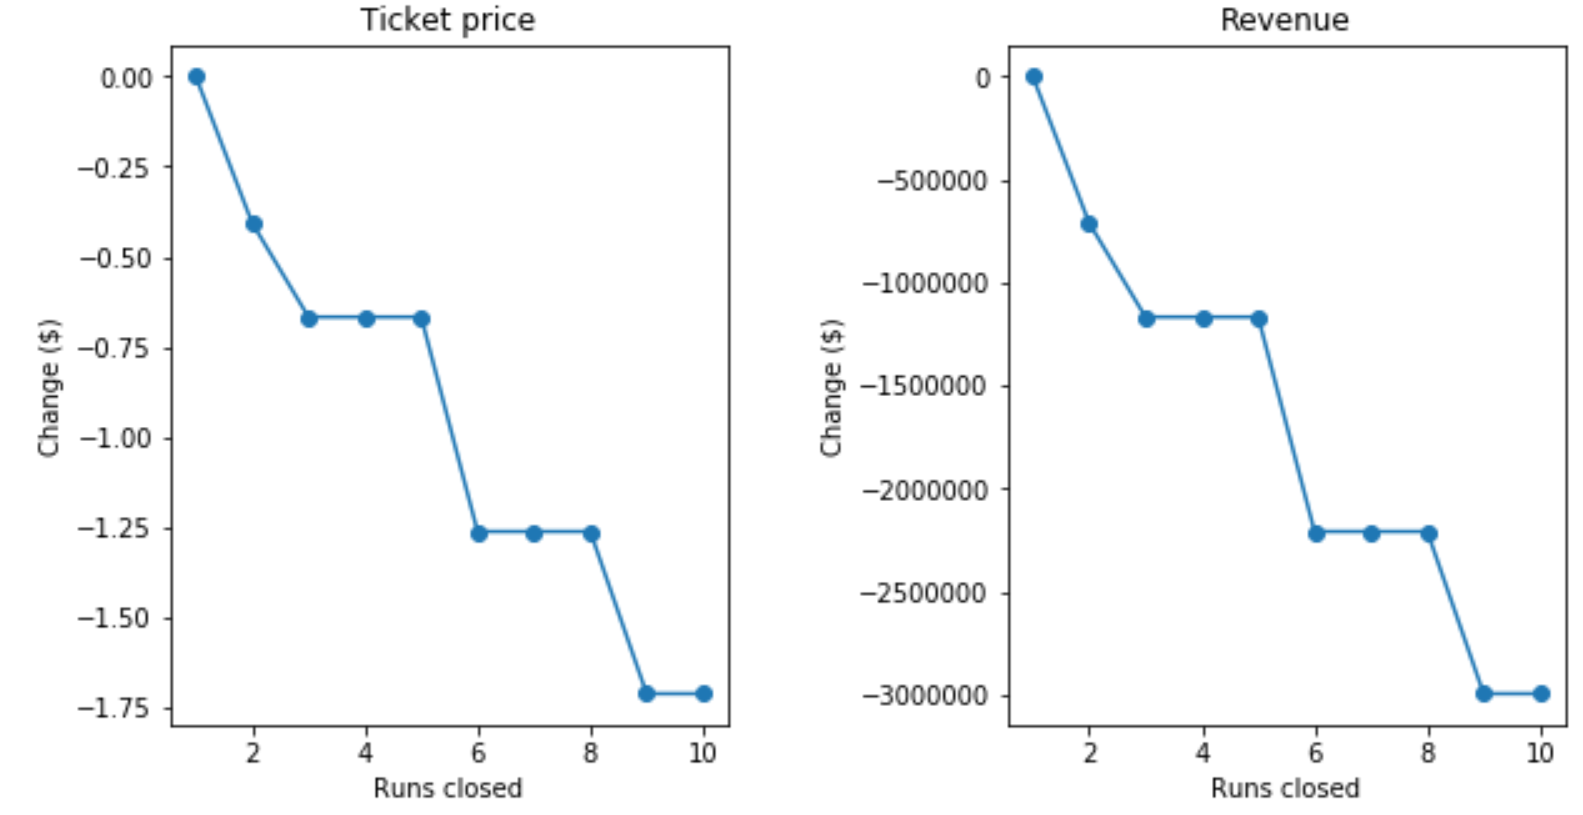 Ticket price
0.00
−0.25
−0.50
−0.75
−1.00
−1.25
−1.50
−1.75
Change ($)
2 4 6 8 10
Runs closed
Revenue
0
−500000
−1000000
−1500000
−2000000
−2500000
−3000000
Change ($)
2 4 6 8 10
Runs closed